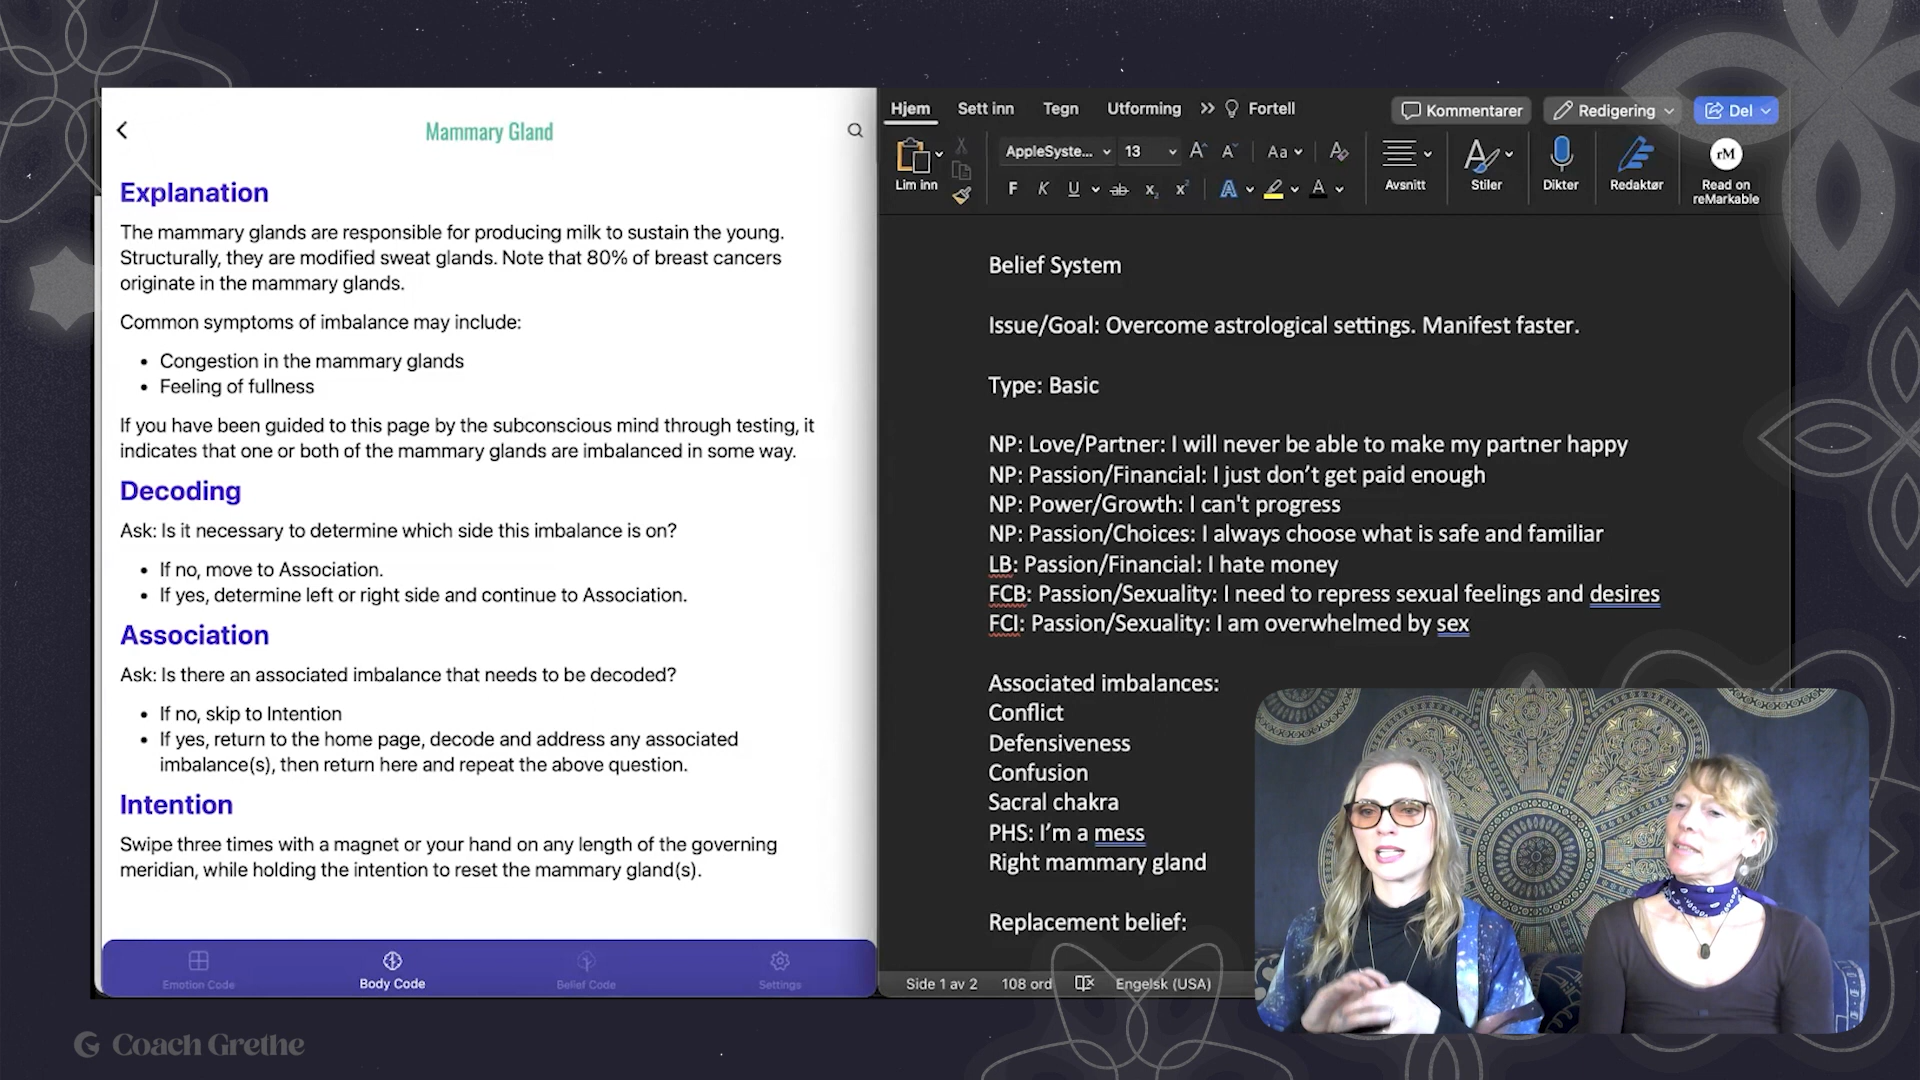 Mammary Gland
Explanation
The mammary glands are responsible for producing milk to sustain the young.
Structurally, they are modified sweat glands. Note that 80% of breast cancers
originate in the mammary glands.
Common symptoms of imbalance may include:
• Congestion in the mammary glands
• Feeling of fullness
If you have been guided to this page by the subconscious mind through testing, it
indicates that one or both of the mammary glands are imbalanced in some way.
Decoding
Ask: Is it necessary to determine which side this imbalance is on?
• If no, move to Association.
• If yes, determine left or right side and continue to Association.
Association
Ask: Is there an associated imbalance that needs to be decoded?
• If no, skip to Intention
• If yes, return to the home page, decode and address any associated
imbalance(s), then return here and repeat the above question.
Intention
Swipe three times with a magnet or your hand on any length of the governing
meridian, while holding the intention to reset the mammary gland(s).
Emotion Code
Body Code
Belief Code
Settings
Hjem
Sett inn
Tegn
Utforming
Fortell
Kommentarer
Redigering
Del
Lim inn
AppleSyste...
13
Aa
F K U ab x₂ x²
A
A
Avsnitt
Stiler
Dikter
Redaktør
rM
Read on
reMarkable
Belief System
Issue/Goal: Overcome astrological settings. Manifest faster.
Type: Basic
NP: Love/Partner: I will never be able to make my partner happy
NP: Passion/Financial: I just don’t get paid enough
NP: Power/Growth: I can't progress
NP: Passion/Choices: I always choose what is safe and familiar
LB: Passion/Financial: I hate money
FCB: Passion/Sexuality: I need to repress sexual feelings and desires
FCI: Passion/Sexuality: I am overwhelmed by sex
Associated imbalances:
Conflict
Defensiveness
Confusion
Sacral chakra
PHS: I’m a mess
Right mammary gland
Replacement belief:
Side 1 av 2
108 ord
Engelsk (USA)
Coach Grethe